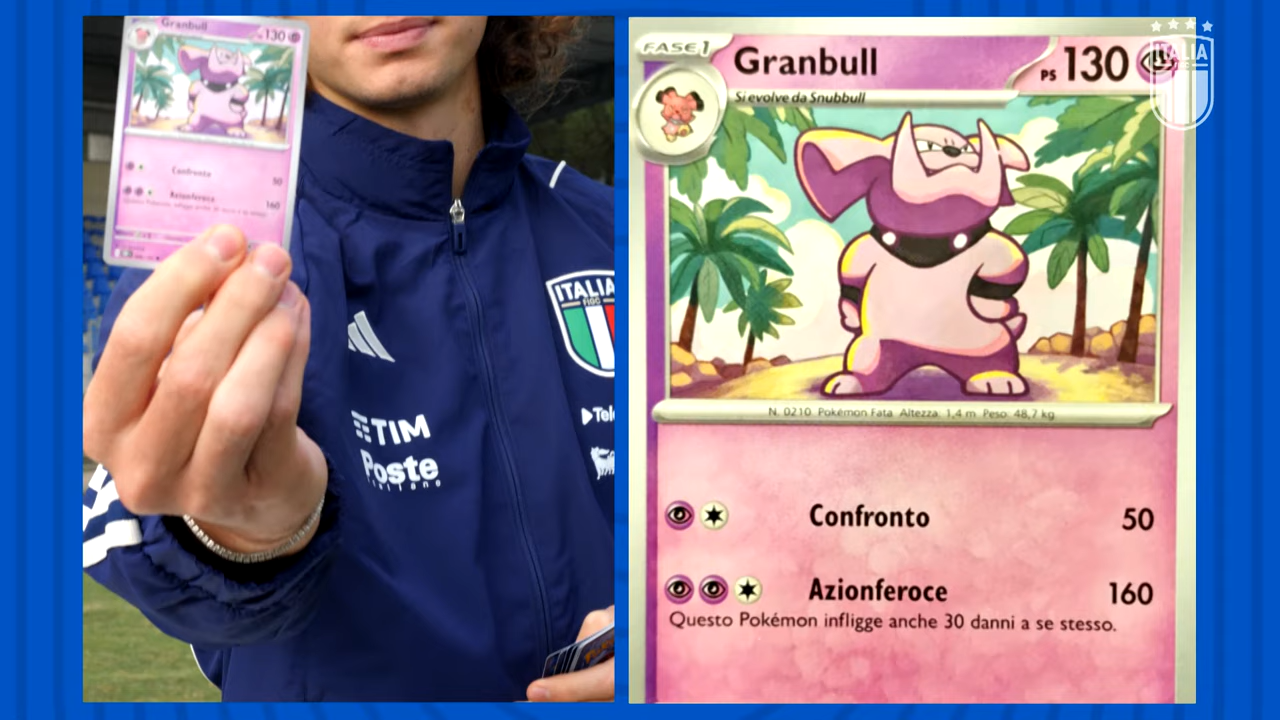 Granbull
130
Confronto
50
Azionferoce
160
ITALIA
FIGC
TIM
Poste
italiane
FASE 1
Granbull
PS 130
Si evolve da Snubbull
ITALIA
N. 0210 Pokémon Fata Altezza: 1,4 m Peso: 48,7 kg
Confronto 50
Azionferoce 160
Questo Pokémon infligge anche 30 danni a se stesso.